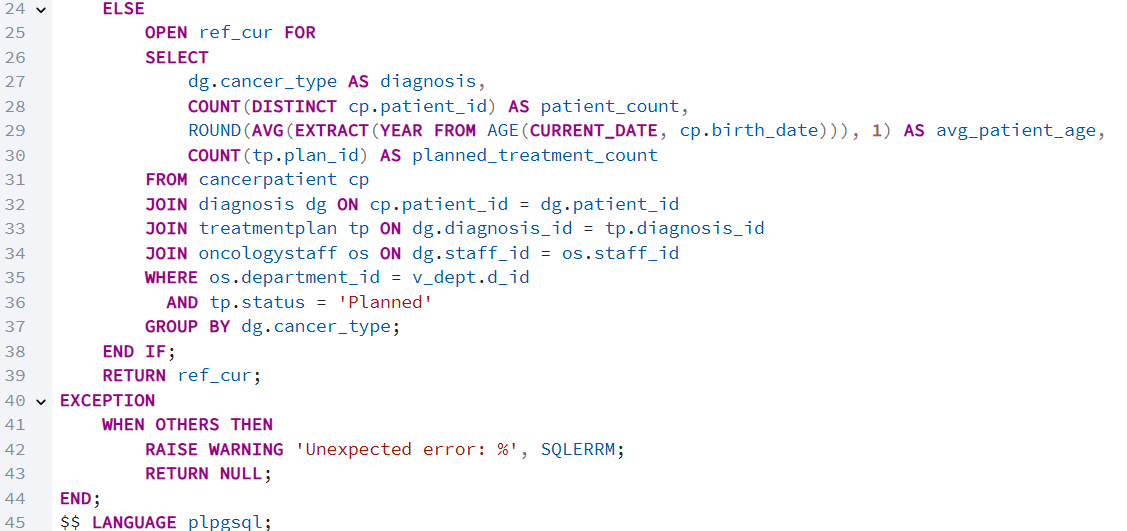 24 ELSE
25 OPEN ref_cur FOR
26 SELECT
27 dg.cancer_type AS diagnosis,
28 COUNT(DISTINCT cp.patient_id) AS patient_count,
29 ROUND(AVG(EXTRACT(YEAR FROM AGE(CURRENT_DATE, cp.birth_date))), 1) AS avg_patient_age,
30 COUNT(tp.plan_id) AS planned_treatment_count
31 FROM cancerpatient cp
32 JOIN diagnosis dg ON cp.patient_id = dg.patient_id
33 JOIN treatmentplan tp ON dg.diagnosis_id = tp.diagnosis_id
34 JOIN oncologystaff os ON dg.staff_id = os.staff_id
35 WHERE os.department_id = v_dept.d_id
36 AND tp.status = 'Planned'
37 GROUP BY dg.cancer_type;
38 END IF;
39 RETURN ref_cur;
40 EXCEPTION
41 WHEN OTHERS THEN
42 RAISE WARNING 'Unexpected error: %', SQLERRM;
43 RETURN NULL;
44 END;
45 $$ LANGUAGE plpgsql;